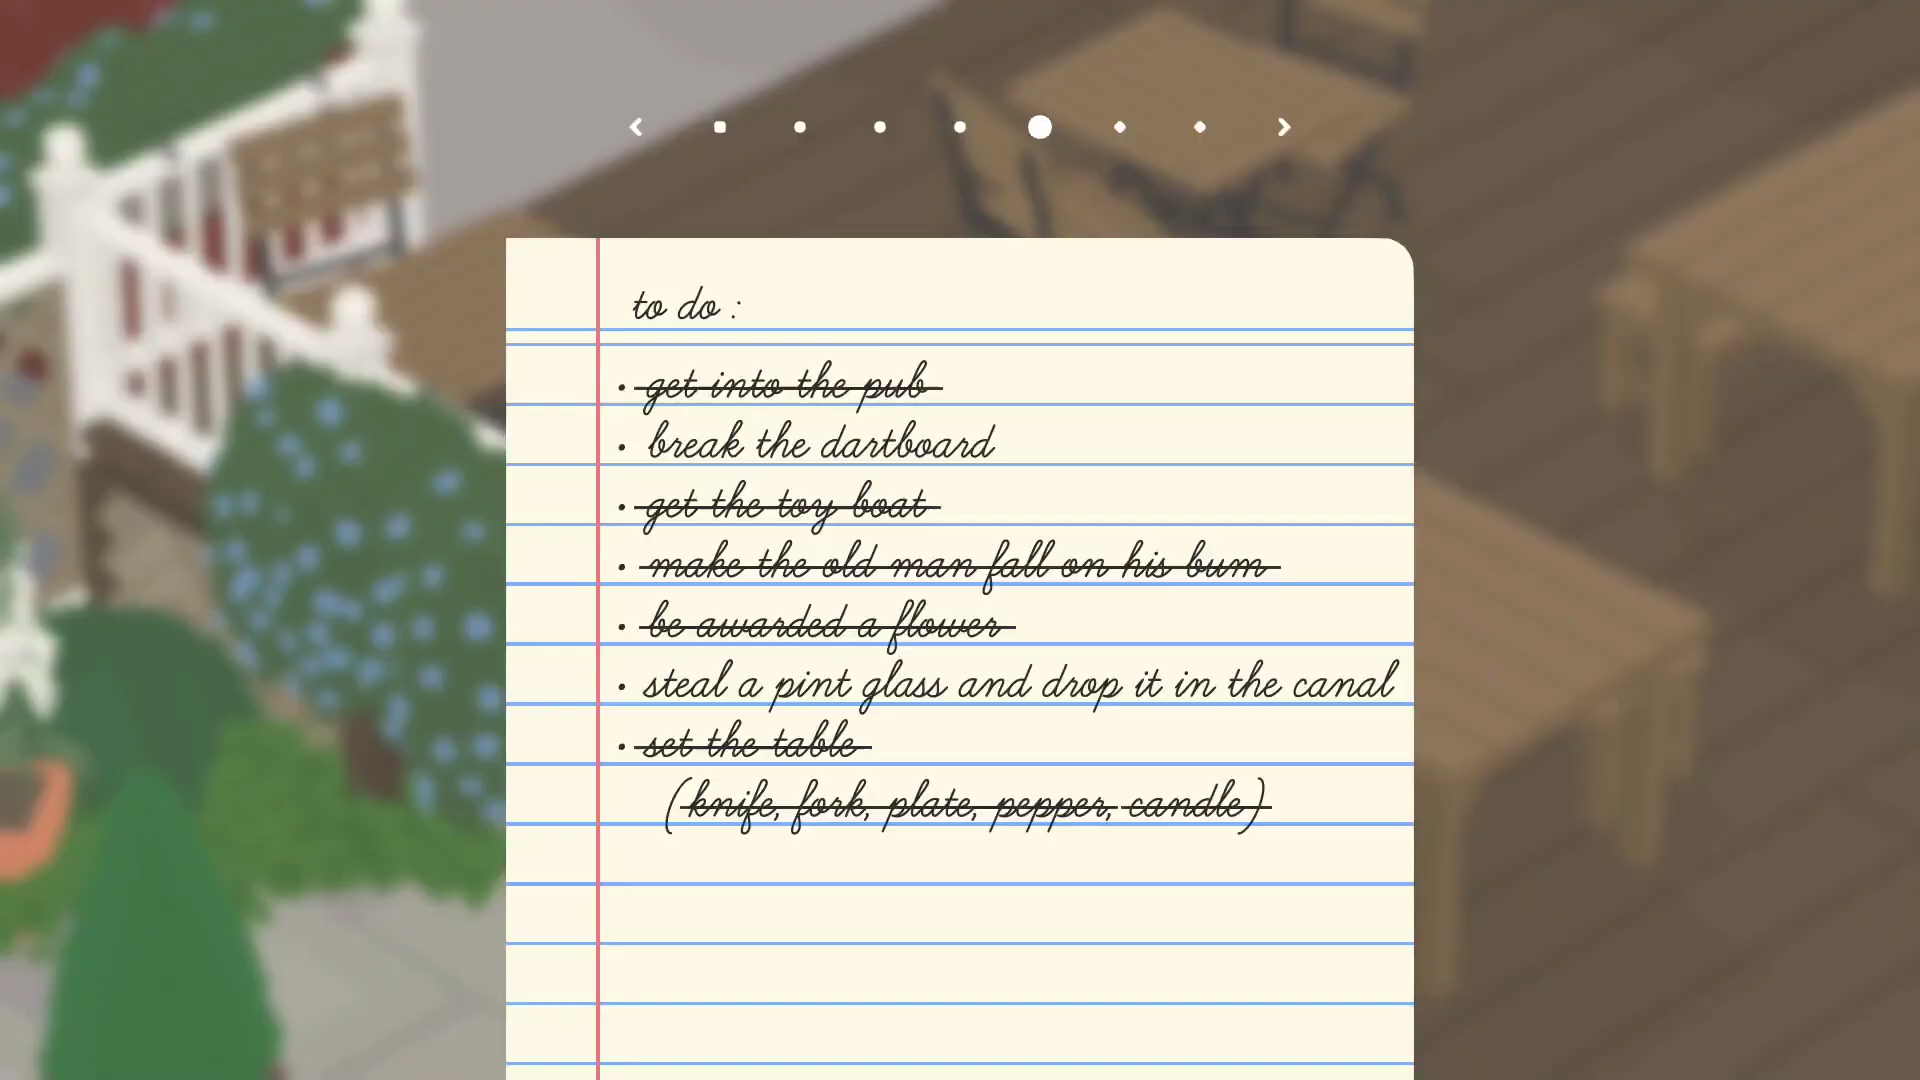 to do :
• get into the pub
• break the dartboard
• get the toy boat
• make the old man fall on his bum
• be awarded a flower
• steal a pint glass and drop it in the canal
• set the table
(knife, fork, plate, pepper, candle)